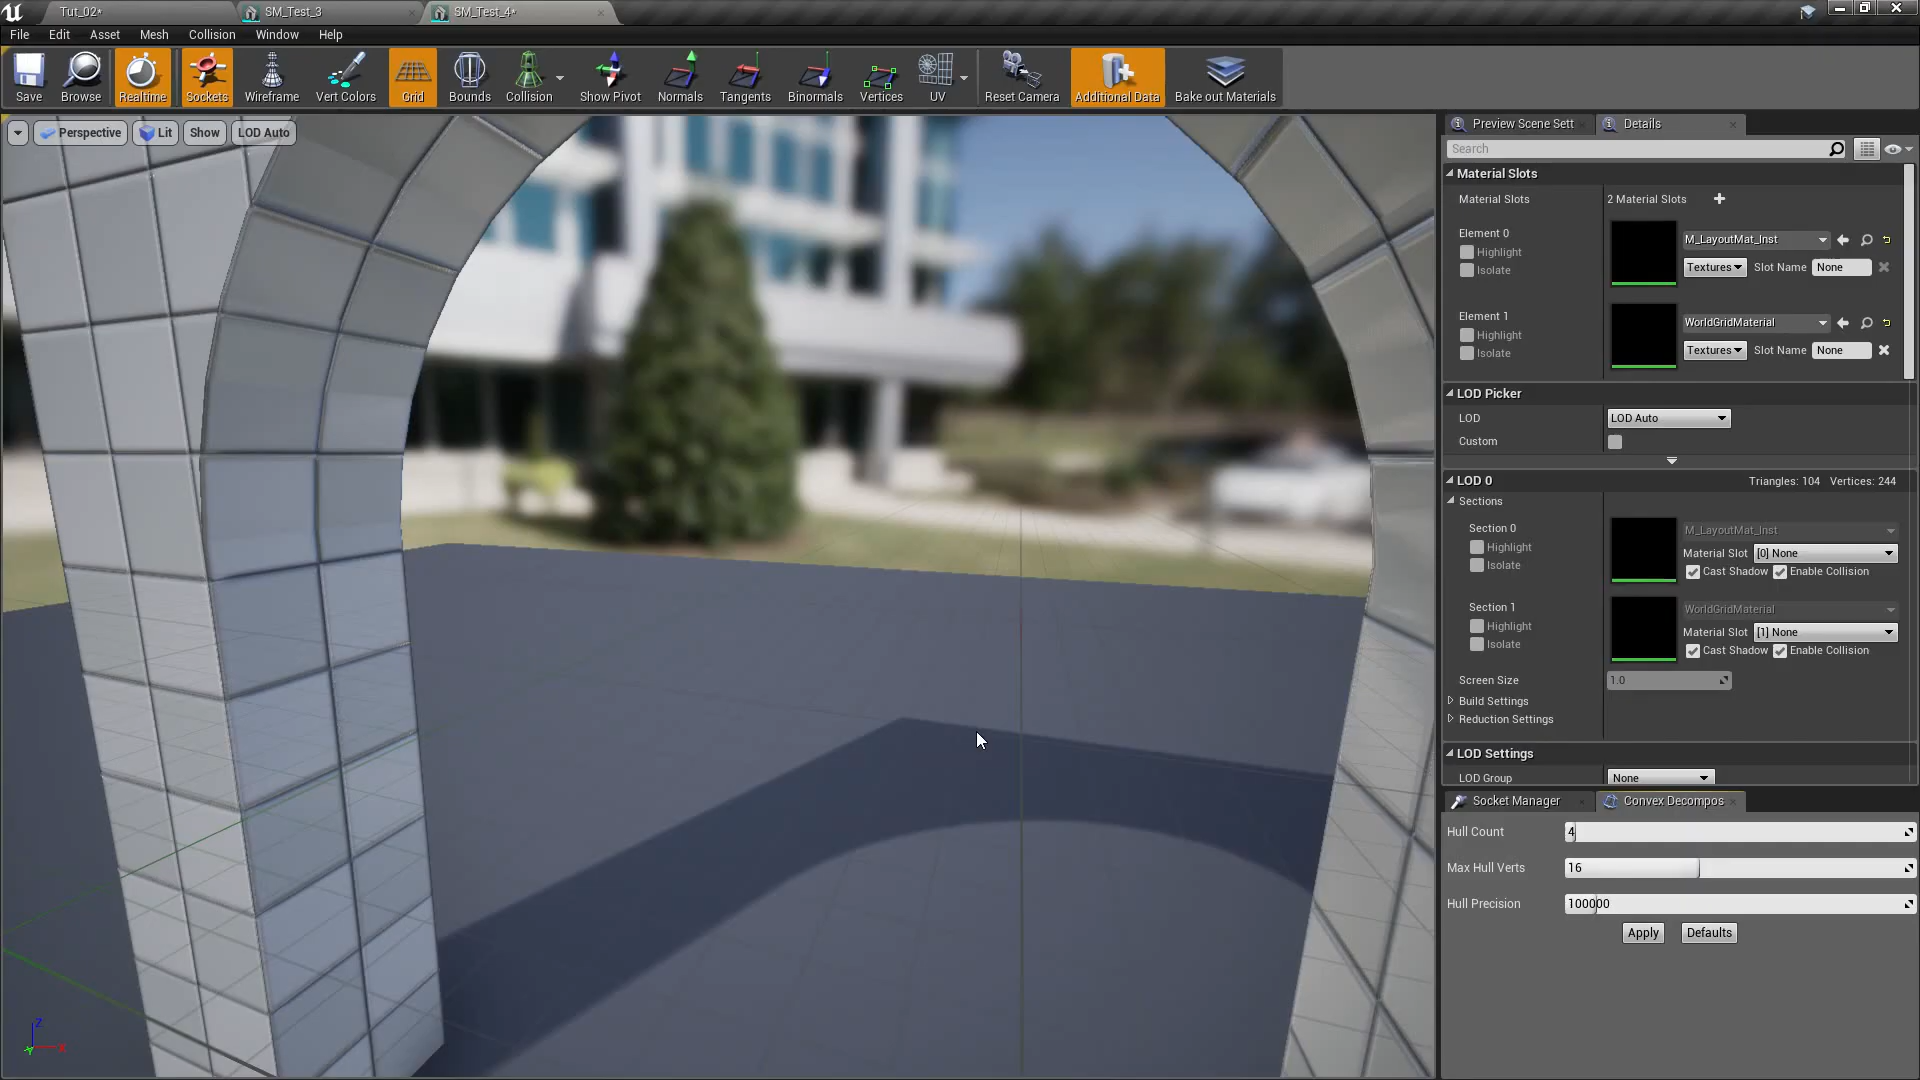 Tut_02*
SM_Test_3
SM_Test_4*
File Edit Asset Mesh Collision Window Help
Save Browse Realtime Sockets Wireframe Vert Colors Grid Bounds Collision Show Pivot Normals Tangents Binormals Vertices UV Reset Camera Additional Data Bake out Materials
Perspective Lit Show LOD Auto
Preview Scene Sett
Details
Search
Material Slots
Material Slots 2 Material Slots
Element 0
Highlight
Isolate
M_LayoutMat_Inst
Textures Slot Name None
Element 1
Highlight
Isolate
WorldGridMaterial
Textures Slot Name None
LOD Picker
LOD LOD Auto
Custom
LOD 0 Triangles: 104 Vertices: 244
Sections
Section 0
Highlight
Isolate
M_LayoutMat_Inst
Material Slot [0] None
Cast Shadow Enable Collision
Section 1
Highlight
Isolate
WorldGridMaterial
Material Slot [1] None
Cast Shadow Enable Collision
Screen Size 1.0
Build Settings
Reduction Settings
LOD Settings
LOD Group None
Socket Manager
Convex Decompos
Hull Count 4
Max Hull Verts 16
Hull Precision 100000
Apply Defaults
Z
X
Y